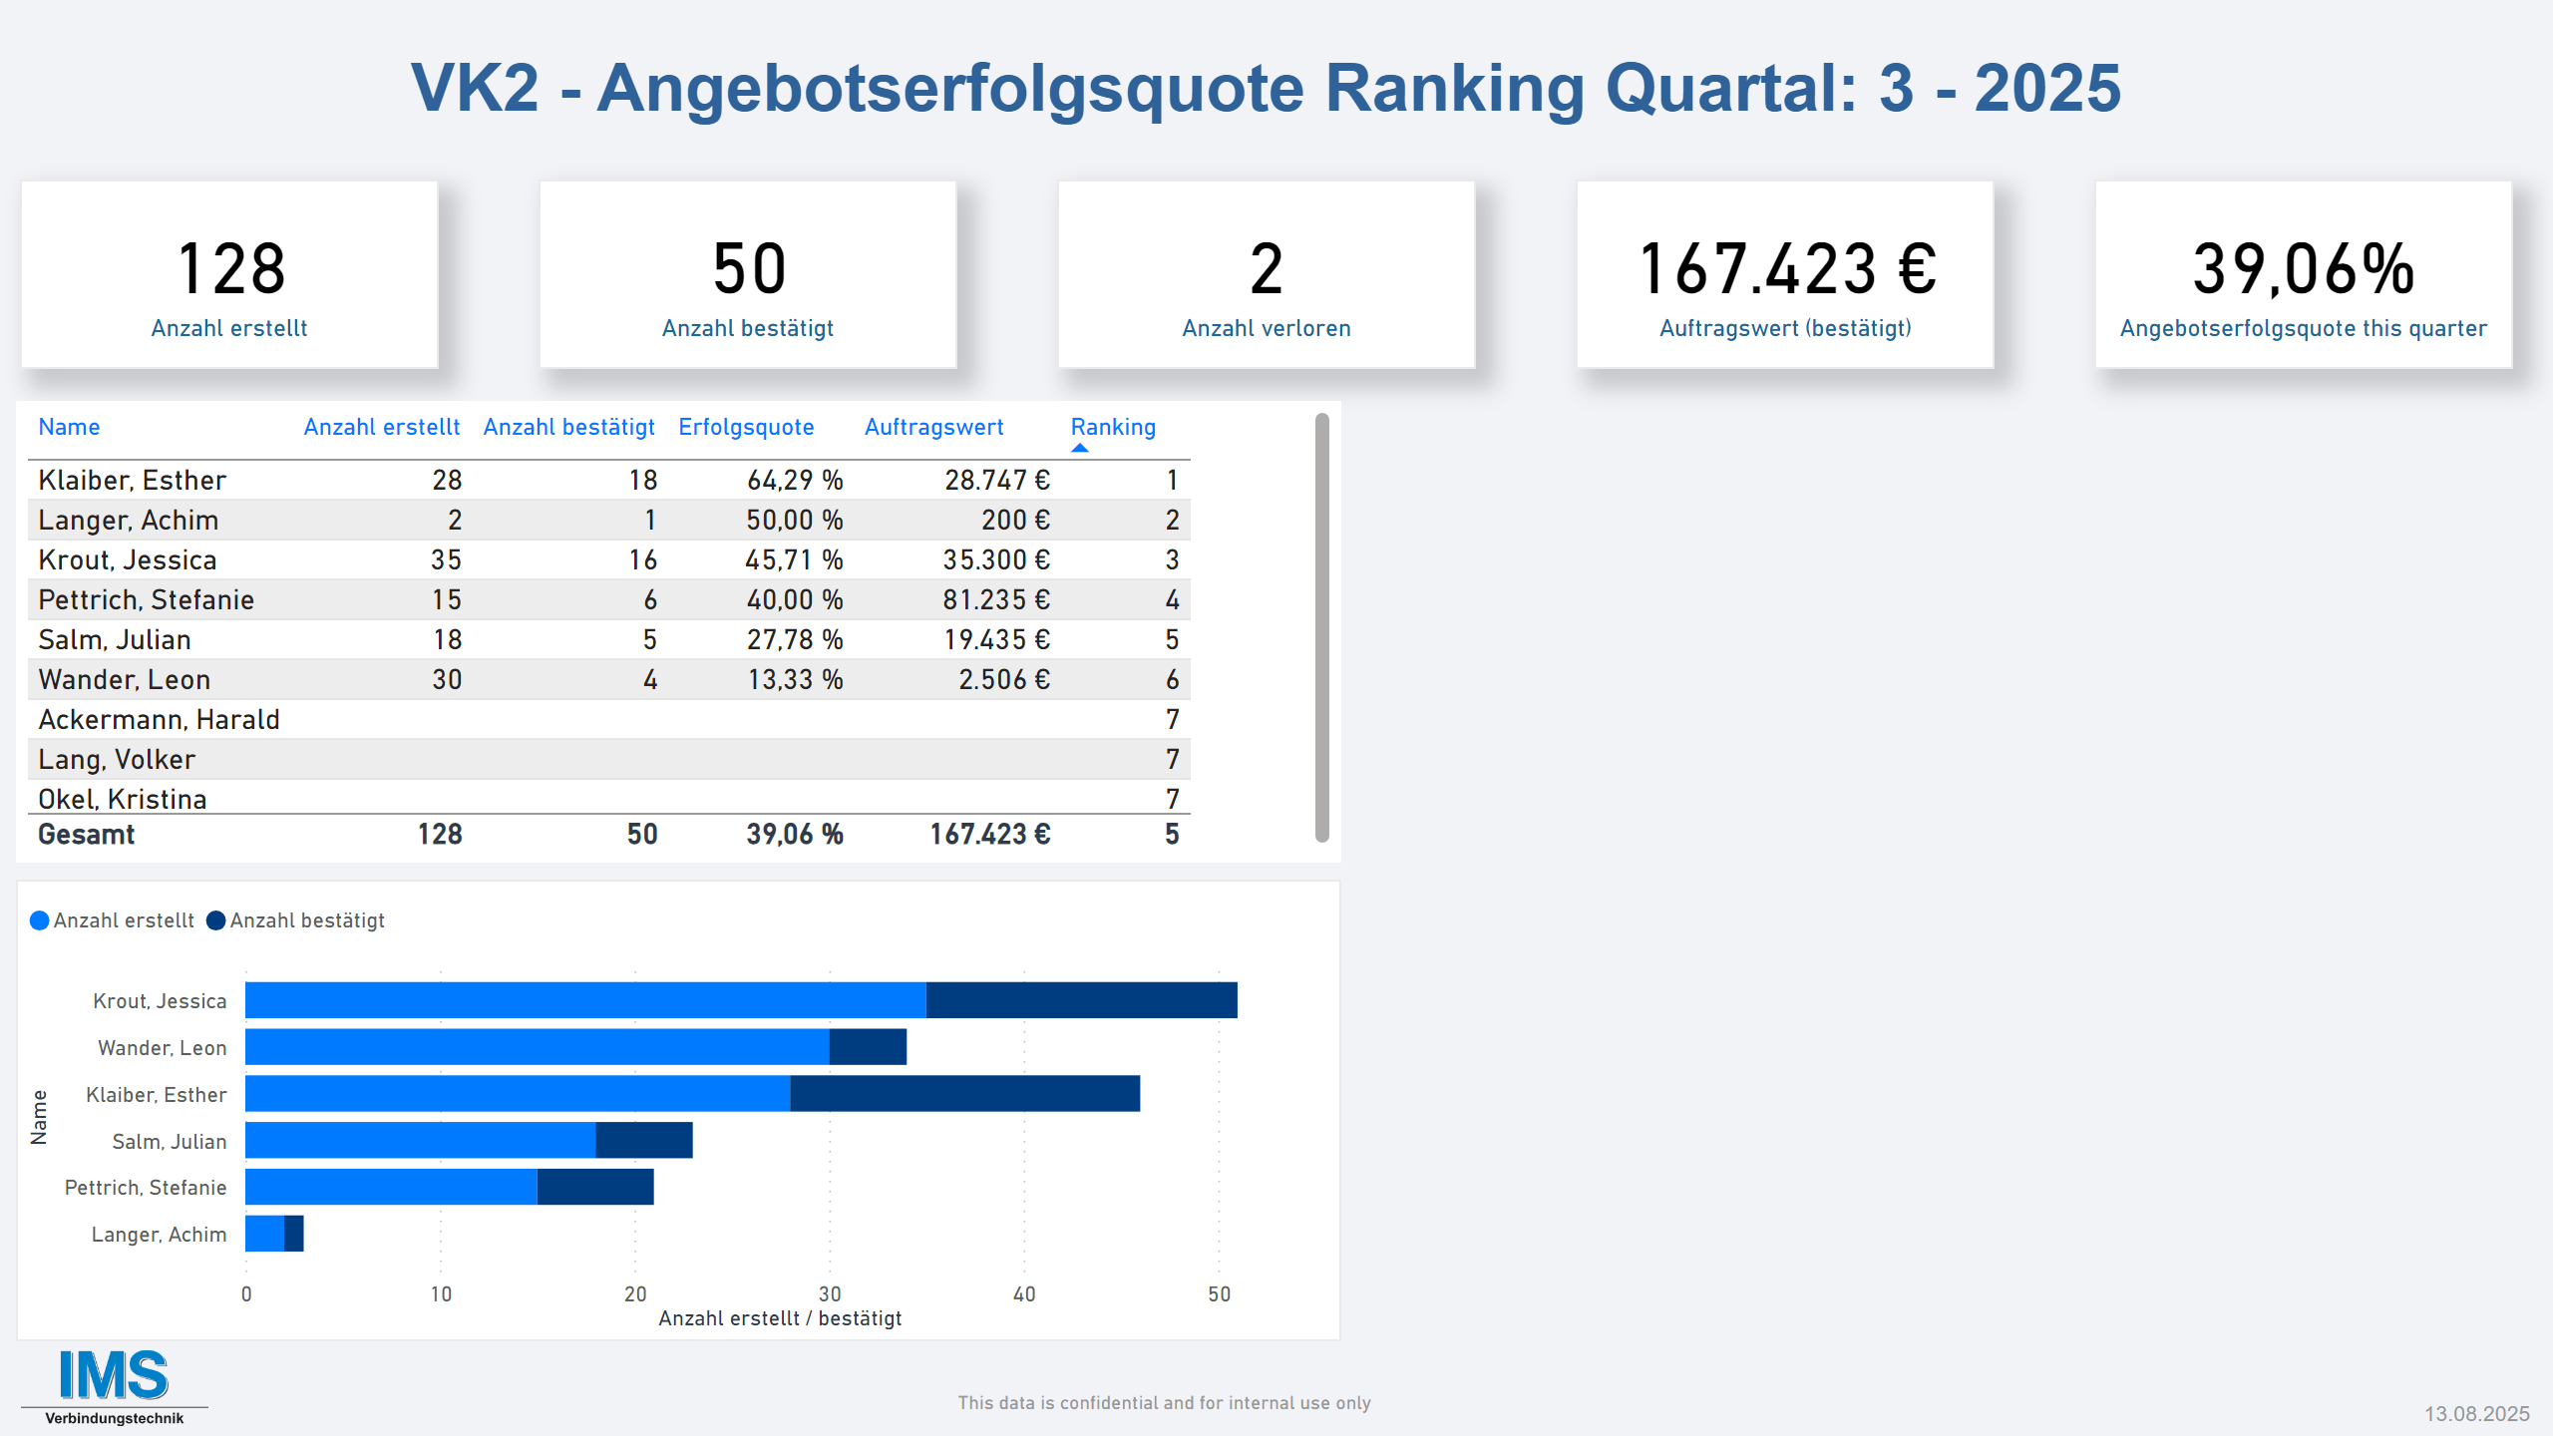 VK2 - Angebotserfolgsquote Ranking Quartal: 3 - 2025
128
Anzahl erstellt
50
Anzahl bestätigt
2
Anzahl verloren
167.423 €
Auftragswert (bestätigt)
39,06%
Angebotserfolgsquote this quarter
Name Anzahl erstellt Anzahl bestätigt Erfolgsquote Auftragswert Ranking
Klaiber, Esther 28 18 64,29 % 28.747 € 1
Langer, Achim 2 1 50,00 % 200 € 2
Krout, Jessica 35 16 45,71 % 35.300 € 3
Pettrich, Stefanie 15 6 40,00 % 81.235 € 4
Salm, Julian 18 5 27,78 % 19.435 € 5
Wander, Leon 30 4 13,33 % 2.506 € 6
Ackermann, Harald 7
Lang, Volker 7
Okel, Kristina 7
Gesamt 128 50 39,06 % 167.423 € 5
Anzahl erstellt Anzahl bestätigt
Name
Krout, Jessica
Wander, Leon
Klaiber, Esther
Salm, Julian
Pettrich, Stefanie
Langer, Achim
0 10 20 30 40 50
Anzahl erstellt / bestätigt
IMS
Verbindungstechnik
This data is confidential and for internal use only
13.08.2025